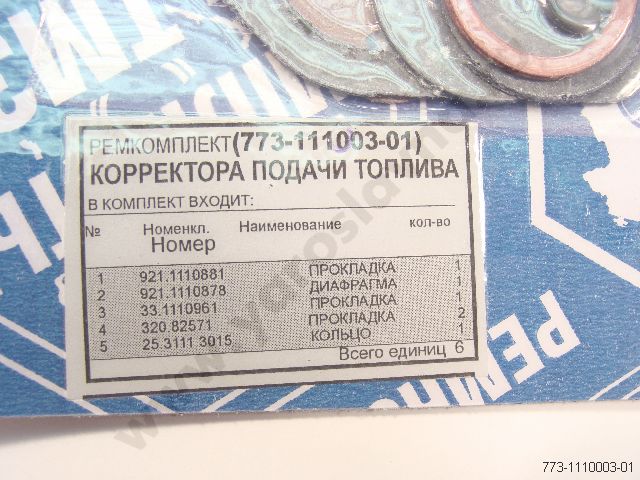 РЕМКОМПЛЕКТ(773-111003-01)
КОРРЕКТОРА ПОДАЧИ ТОПЛИВА
В КОМПЛЕКТ ВХОДИТ:
№ Номенкл. Номер Наименование кол-во
1 921.1110881 ПРОКЛАДКА 1
2 921.1110878 ДИАФРАГМА 1
3 33.1110961 ПРОКЛАДКА 1
4 320.82571 ПРОКЛАДКА 2
5 25.3111 3015 КОЛЬЦО 1
Всего единиц 6
РЕМНО
773-1110003-01